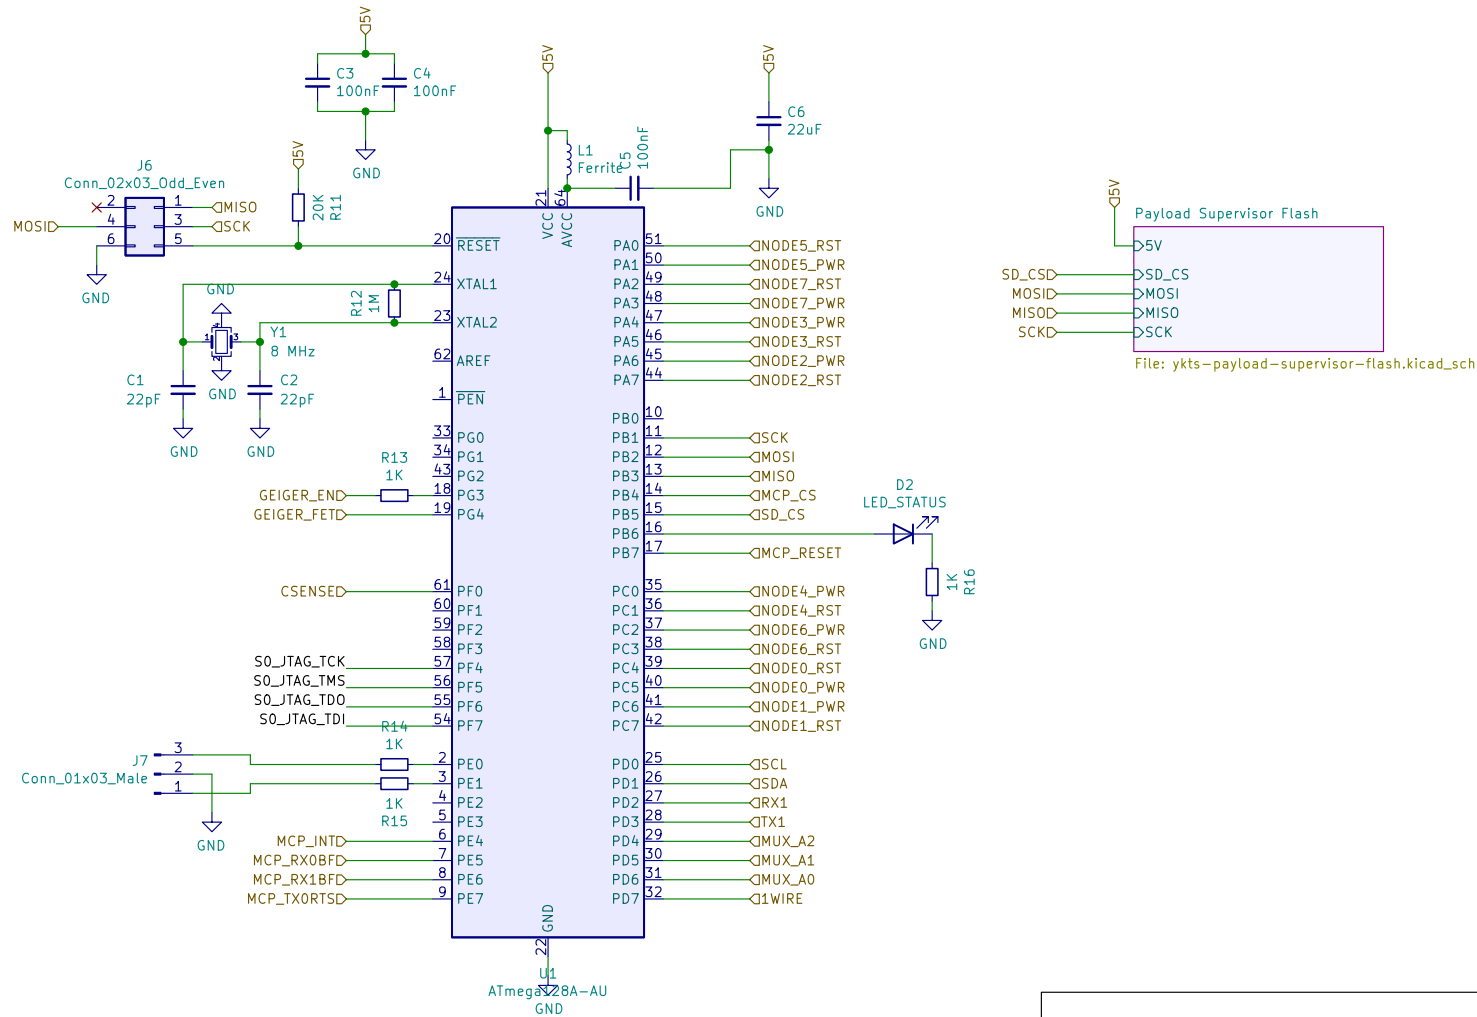 5V
C3
100nF
C4
100nF
GND
5V
L1
Ferrite
C5
100nF
5V
C6
22uF
GND
J6
Conn_02x03_Odd_Even
2 1 MISO
MOSI 4 3 SCK
6 5
GND
5V
20K
R11
GND
R12
1M
Y1
8 MHz
1
2
3
4
GND
C1
22pF
C2
22pF
GND
GND
21
VCC
64
AVCC
20 RESET
24 XTAL1
23 XTAL2
62 AREF
1 PEN
33 PG0
34 PG1
43 PG2
R13
1K
GEIGER_EN 18 PG3
GEIGER_FET 19 PG4
CSENSE 61 PF0
60 PF1
59 PF2
58 PF3
S0_JTAG_TCK 57 PF4
S0_JTAG_TMS 56 PF5
S0_JTAG_TDO 55 PF6
S0_JTAG_TDI 54 PF7
R14
1K
J7
Conn_01x03_Male
3
2
1
GND
2 PE0
3 PE1
1K
R15
4 PE2
5 PE3
MCP_INT 6 PE4
MCP_RX0BF 7 PE5
MCP_RX1BF 8 PE6
MCP_TX0RTS 9 PE7
PA0 51 NODE5_RST
PA1 50 NODE5_PWR
PA2 49 NODE7_RST
PA3 48 NODE7_PWR
PA4 47 NODE3_PWR
PA5 46 NODE3_RST
PA6 45 NODE2_PWR
PA7 44 NODE2_RST
PB0 10
PB1 11 SCK
PB2 12 MOSI
PB3 13 MISO
PB4 14 MCP_CS
PB5 15 SD_CS
PB6 16
PB7 17 MCP_RESET
D2
LED_STATUS
1K
R16
GND
PC0 35 NODE4_PWR
PC1 36 NODE4_RST
PC2 37 NODE6_PWR
PC3 38 NODE6_RST
PC4 39 NODE0_RST
PC5 40 NODE0_PWR
PC6 41 NODE1_PWR
PC7 42 NODE1_RST
PD0 25 SCL
PD1 26 SDA
PD2 27 RX1
PD3 28 TX1
PD4 29 MUX_A2
PD5 30 MUX_A1
PD6 31 MUX_A0
PD7 32 1WIRE
GND
22
U1
ATmega128A-AU
GND
5V
Payload Supervisor Flash
5V
SD_CS SD_CS
MOSI MOSI
MISO MISO
SCK SCK
File: ykts-payload-supervisor-flash.kicad_sch